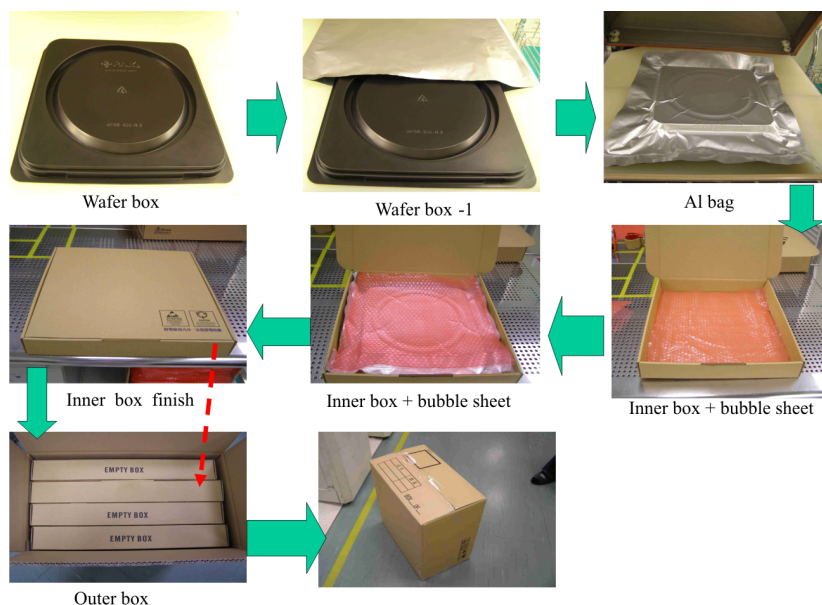 Wafer box
Wafer box -1
Al bag
Inner box finish
Inner box + bubble sheet
Inner box + bubble sheet
EMPTY BOX
EMPTY BOX
EMPTY BOX
Outer box